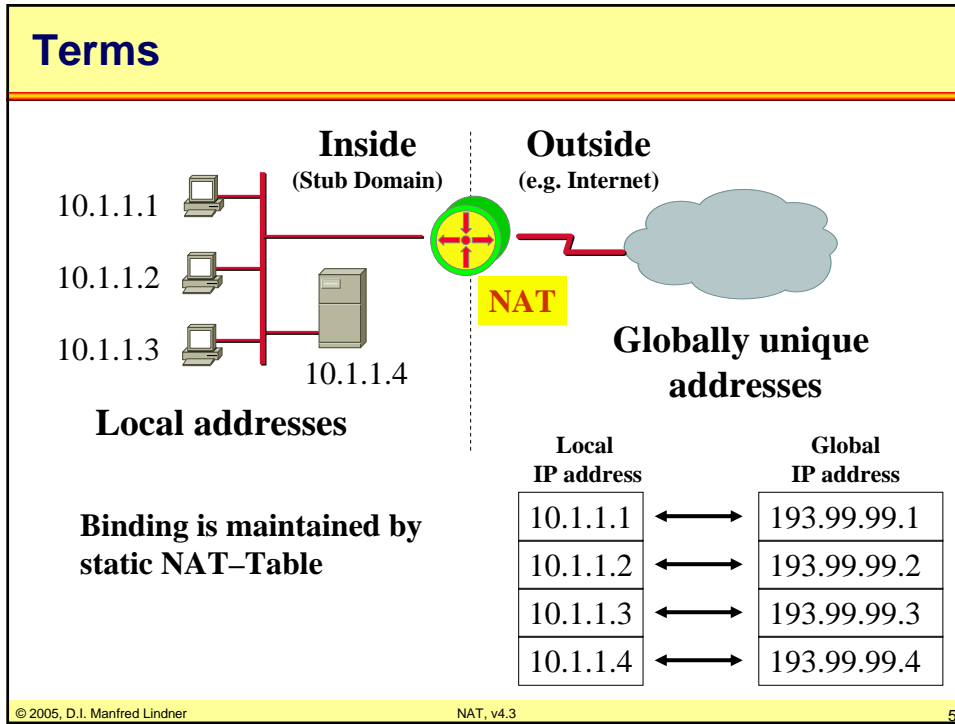 Terms
Inside
(Stub Domain)
Outside
(e.g. Internet)
10.1.1.1
10.1.1.2
10.1.1.3
10.1.1.4
NAT
Local addresses
Globally unique
addresses
Binding is maintained by
static NAT–Table
Local
IP address
Global
IP address
10.1.1.1 193.99.99.1
10.1.1.2 193.99.99.2
10.1.1.3 193.99.99.3
10.1.1.4 193.99.99.4
© 2005, D.I. Manfred Lindner
NAT, v4.3
5